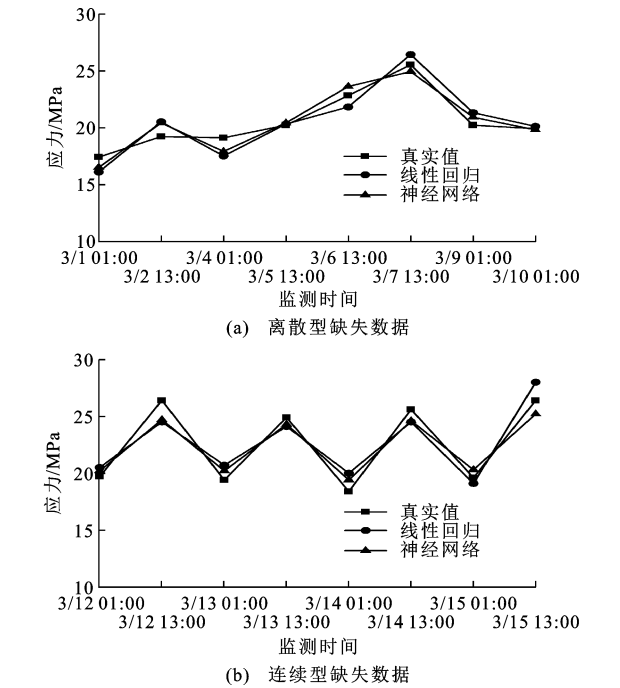 30
25
20
15
10
应力/MPa
真实值
线性回归
神经网络
3/1 01:00 3/4 01:00 3/6 13:00 3/9 01:00
3/2 13:00 3/5 13:00 3/7 13:00 3/10 01:00
监测时间
(a) 离散型缺失数据
30
25
20
15
10
应力/MPa
真实值
线性回归
神经网络
3/12 01:00 3/13 01:00 3/14 01:00 3/15 01:00
3/12 13:00 3/13 13:00 3/14 13:00 3/15 13:00
监测时间
(b) 连续型缺失数据